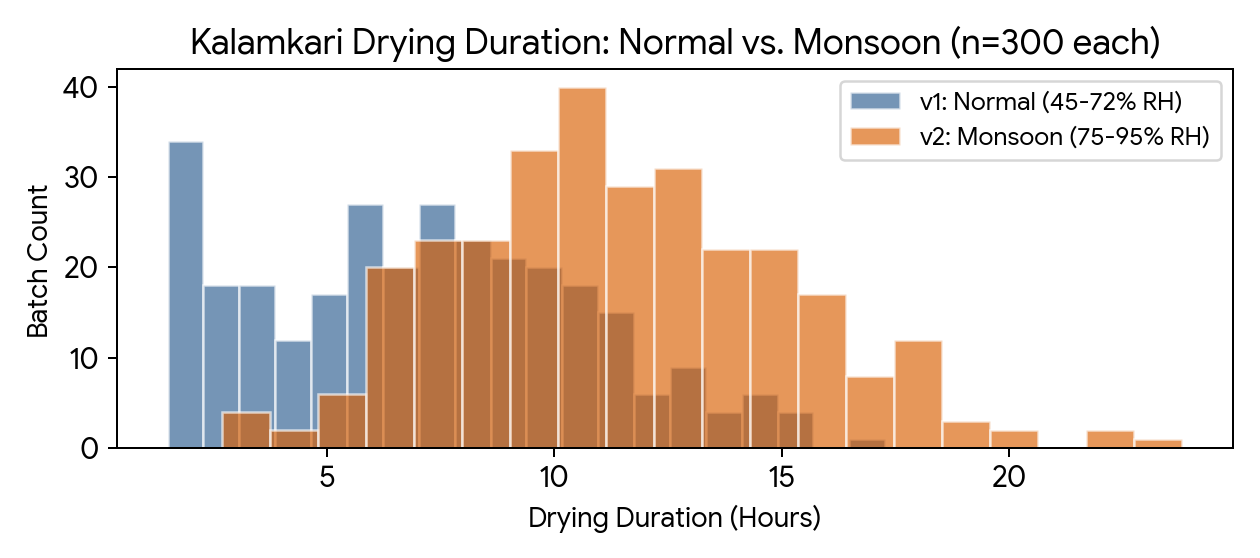 Kalamkari Drying Duration: Normal vs. Monsoon (n=300 each)
v1: Normal (45-72% RH)
v2: Monsoon (75-95% RH)
Batch Count
40
30
20
10
0
5 10 15 20
Drying Duration (Hours)